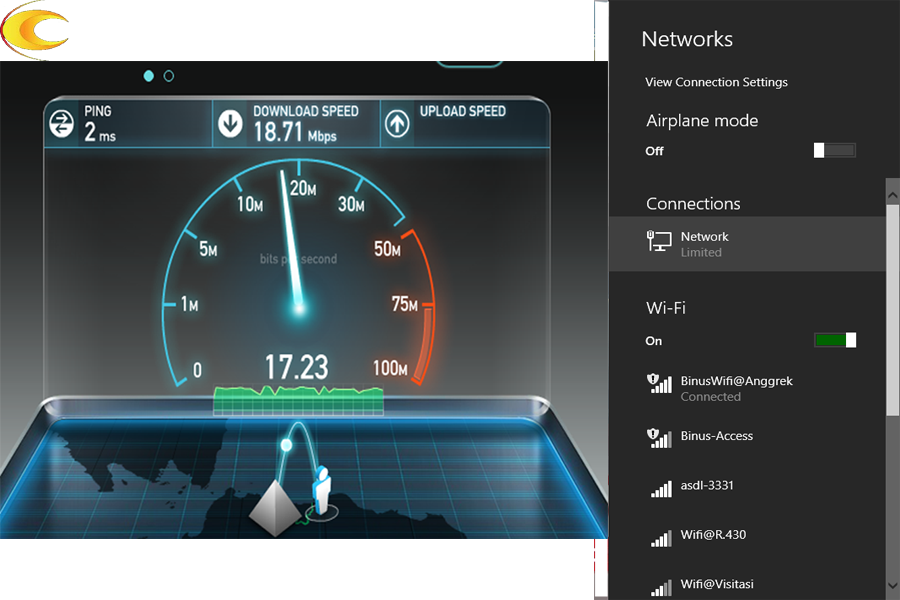 PING
2 ms
DOWNLOAD SPEED
18.71 Mbps
UPLOAD SPEED
0
1M
5M
10M
20M
30M
50M
75M
100M
bits per second
17.23
Networks
View Connection Settings
Airplane mode
Off
Connections
Network
Limited
Wi-Fi
On
BinusWifi@Anggrek
Connected
Binus-Access
asdl-3331
Wifi@R.430
Wifi@Visitasi